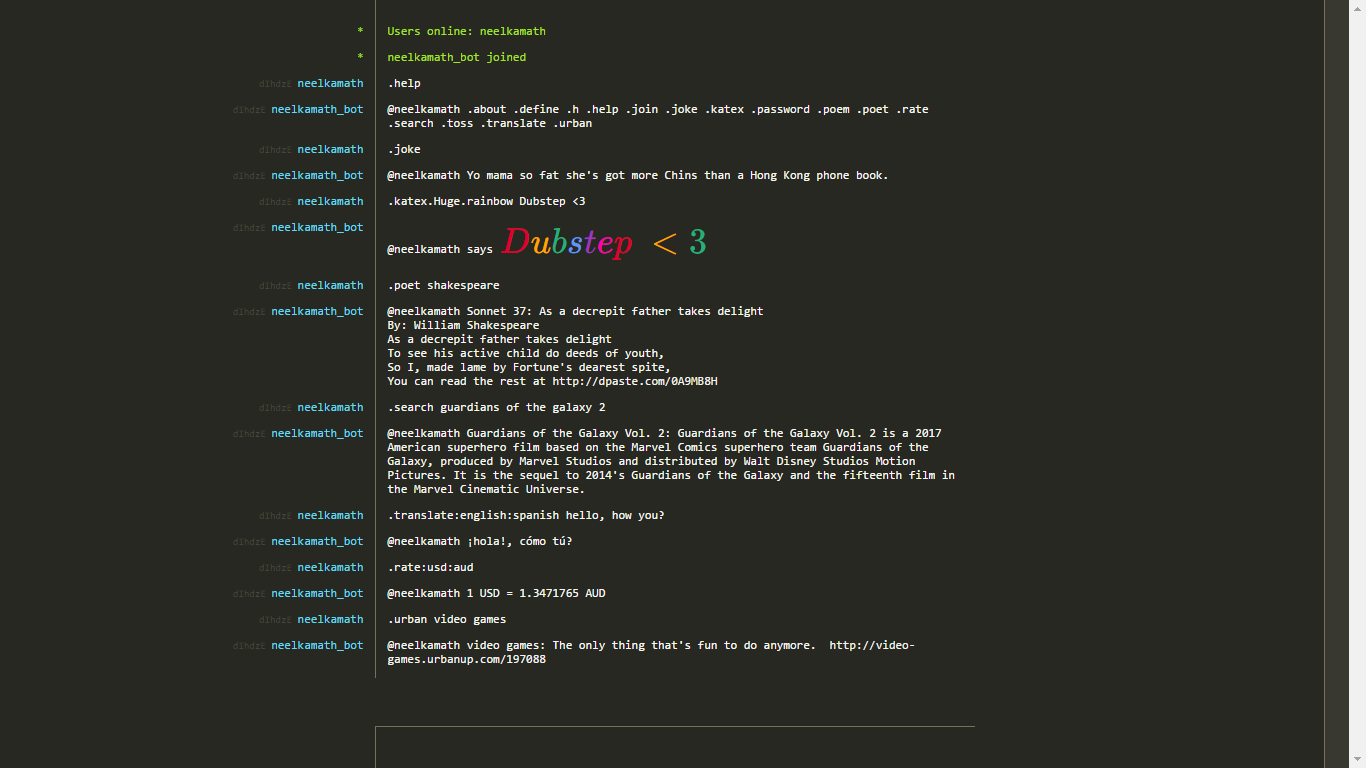 * Users online: neelkamath
* neelkamath_bot joined
dlhdzE neelkamath .help
dlhdzE neelkamath_bot @neelkamath .about .define .h .help .join .joke .katex .password .poem .poet .rate
.search .toss .translate .urban
dlhdzE neelkamath .joke
dlhdzE neelkamath_bot @neelkamath Yo mama so fat she's got more Chins than a Hong Kong phone book.
dlhdzE neelkamath .katex.Huge.rainbow Dubstep <3
dlhdzE neelkamath_bot @neelkamath says Dubstep < 3
dlhdzE neelkamath .poet shakespeare
dlhdzE neelkamath_bot @neelkamath Sonnet 37: As a decrepit father takes delight
By: William Shakespeare
As a decrepit father takes delight
To see his active child do deeds of youth,
So I, made lame by Fortune's dearest spite,
You can read the rest at http://dpaste.com/0A9MB8H
dlhdzE neelkamath .search guardians of the galaxy 2
dlhdzE neelkamath_bot @neelkamath Guardians of the Galaxy Vol. 2: Guardians of the Galaxy Vol. 2 is a 2017
American superhero film based on the Marvel Comics superhero team Guardians of the
Galaxy, produced by Marvel Studios and distributed by Walt Disney Studios Motion
Pictures. It is the sequel to 2014's Guardians of the Galaxy and the fifteenth film in
the Marvel Cinematic Universe.
dlhdzE neelkamath .translate:english:spanish hello, how you?
dlhdzE neelkamath_bot @neelkamath ¡hola!, cómo tú?
dlhdzE neelkamath .rate:usd:aud
dlhdzE neelkamath_bot @neelkamath 1 USD = 1.3471765 AUD
dlhdzE neelkamath .urban video games
dlhdzE neelkamath_bot @neelkamath video games: The only thing that's fun to do anymore.  http://video-
games.urbanup.com/197088